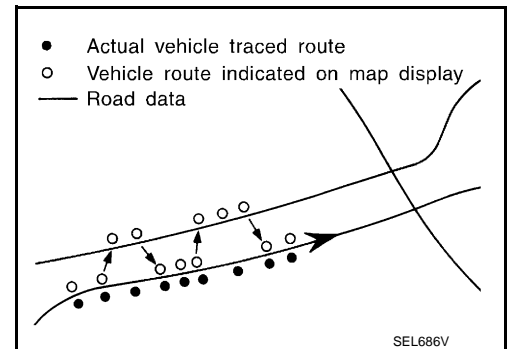 Actual vehicle traced route
Vehicle route indicated on map display
Road data
SEL686V